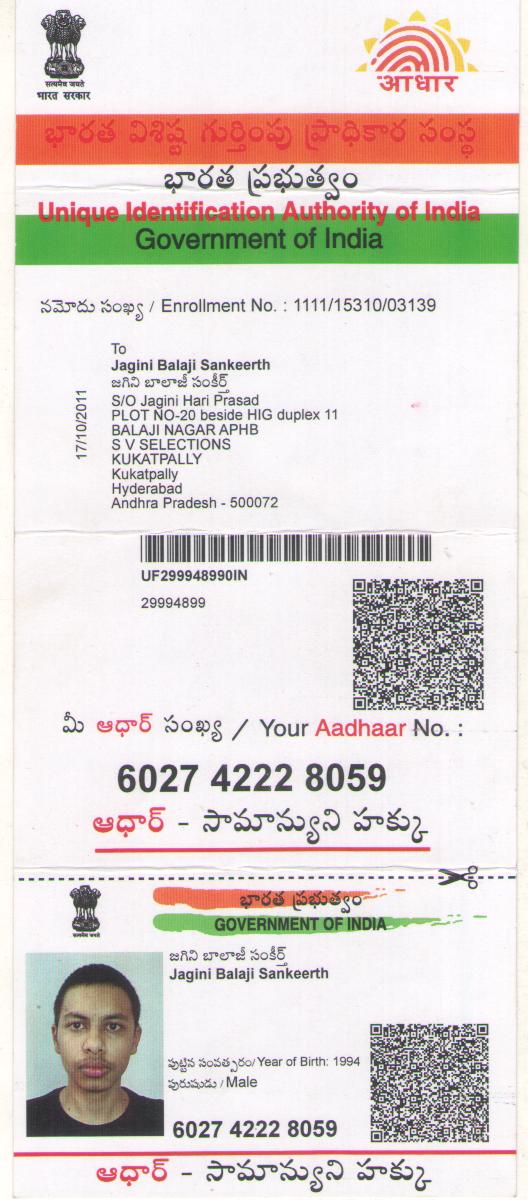 सत्यमेव जयते
भारत सरकार
आधार
భారత విశిష్ట గుర్తింపు ప్రాధికార సంస్థ
భారత ప్రభుత్వం
Unique Identification Authority of India
Government of India
నమోదు సంఖ్య / Enrollment No. : 1111/15310/03139
17/10/2011
To
Jagini Balaji Sankeerth
జగిని బాలాజీ సంకీర్త్
S/O Jagini Hari Prasad
PLOT NO-20 beside HIG duplex 11
BALAJI NAGAR APHB
S V SELECTIONS
KUKATPALLY
Kukatpally
Hyderabad
Andhra Pradesh - 500072
UF299948990IN
29994899
మీ ఆధార్ సంఖ్య / Your Aadhaar No. :
6027 4222 8059
ఆధార్ - సామాన్యుని హక్కు
భారత ప్రభుత్వం
GOVERNMENT OF INDIA
सत्यमेव जयते
జగిని బాలాజీ సంకీర్త్
Jagini Balaji Sankeerth
పుట్టిన సంవత్సరం/ Year of Birth: 1994
పురుషుడు / Male
6027 4222 8059
ఆధార్ - సామాన్యుని హక్కు